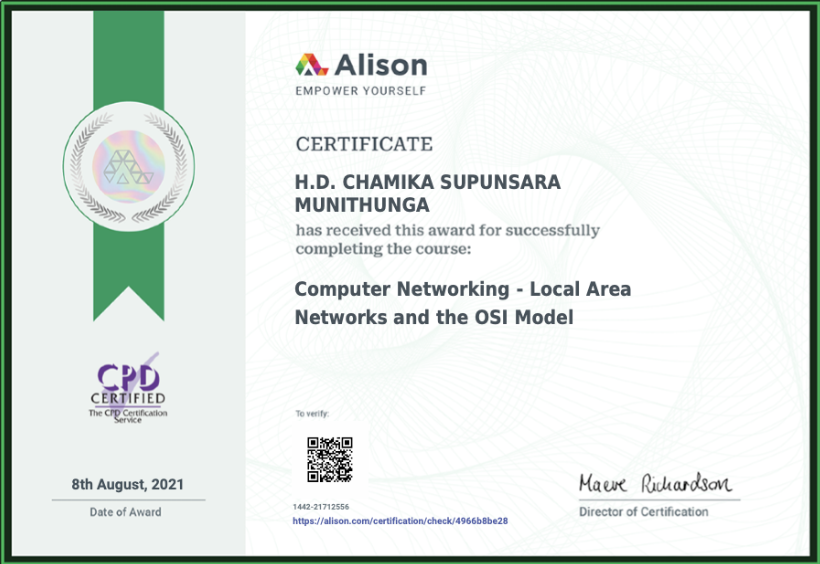 Alison
EMPOWER YOURSELF
CERTIFICATE
H.D. CHAMIKA SUPUNSARA
MUNITHUNGA
has received this award for successfully
completing the course:
Computer Networking - Local Area
Networks and the OSI Model
CPD
CERTIFIED
The CPD Certification
Service
8th August, 2021
Date of Award
To verify:
1442-21712556
https://alison.com/certification/check/4966b8be28
Maeve Richardson
Director of Certification